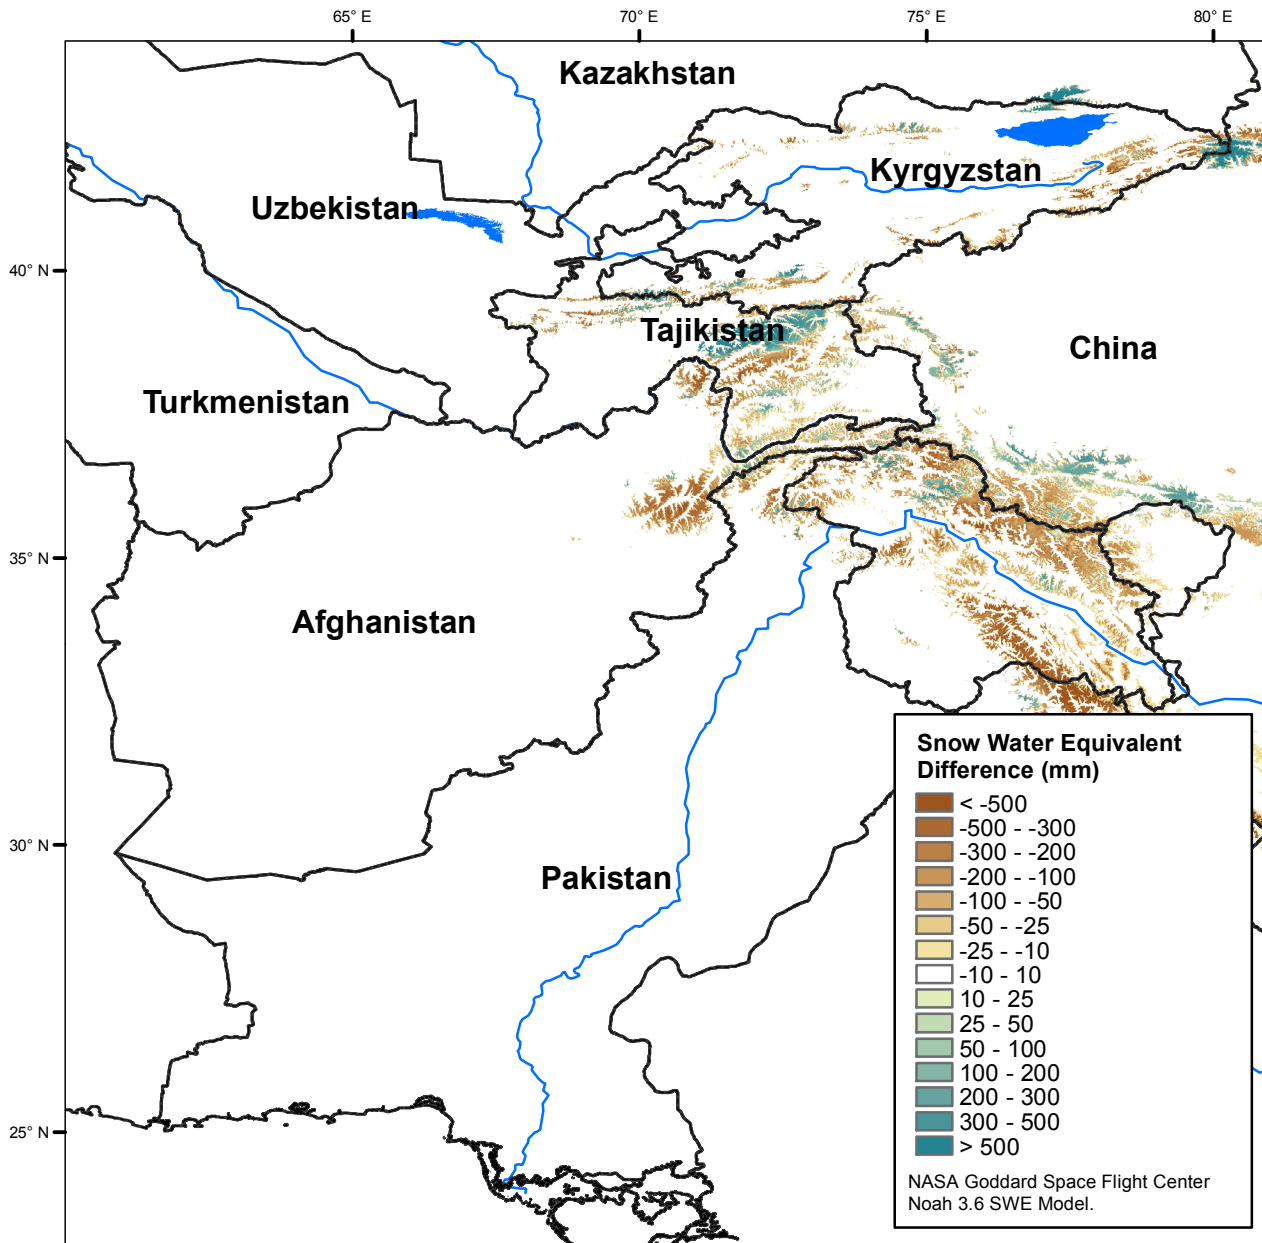 65° E
70° E
75° E
80° E
Kazakhstan
Kyrgyzstan
Uzbekistan
40° N
Tajikistan
China
Turkmenistan
35° N
Afghanistan
Snow Water Equivalent
Difference (mm)
< -500
-500 - -300
-300 - -200
-200 - -100
-100 - -50
-50 - -25
-25 - -10
-10 - 10
10 - 25
25 - 50
50 - 100
100 - 200
200 - 300
300 - 500
> 500
NASA Goddard Space Flight Center
Noah 3.6 SWE Model.
30° N
Pakistan
25° N